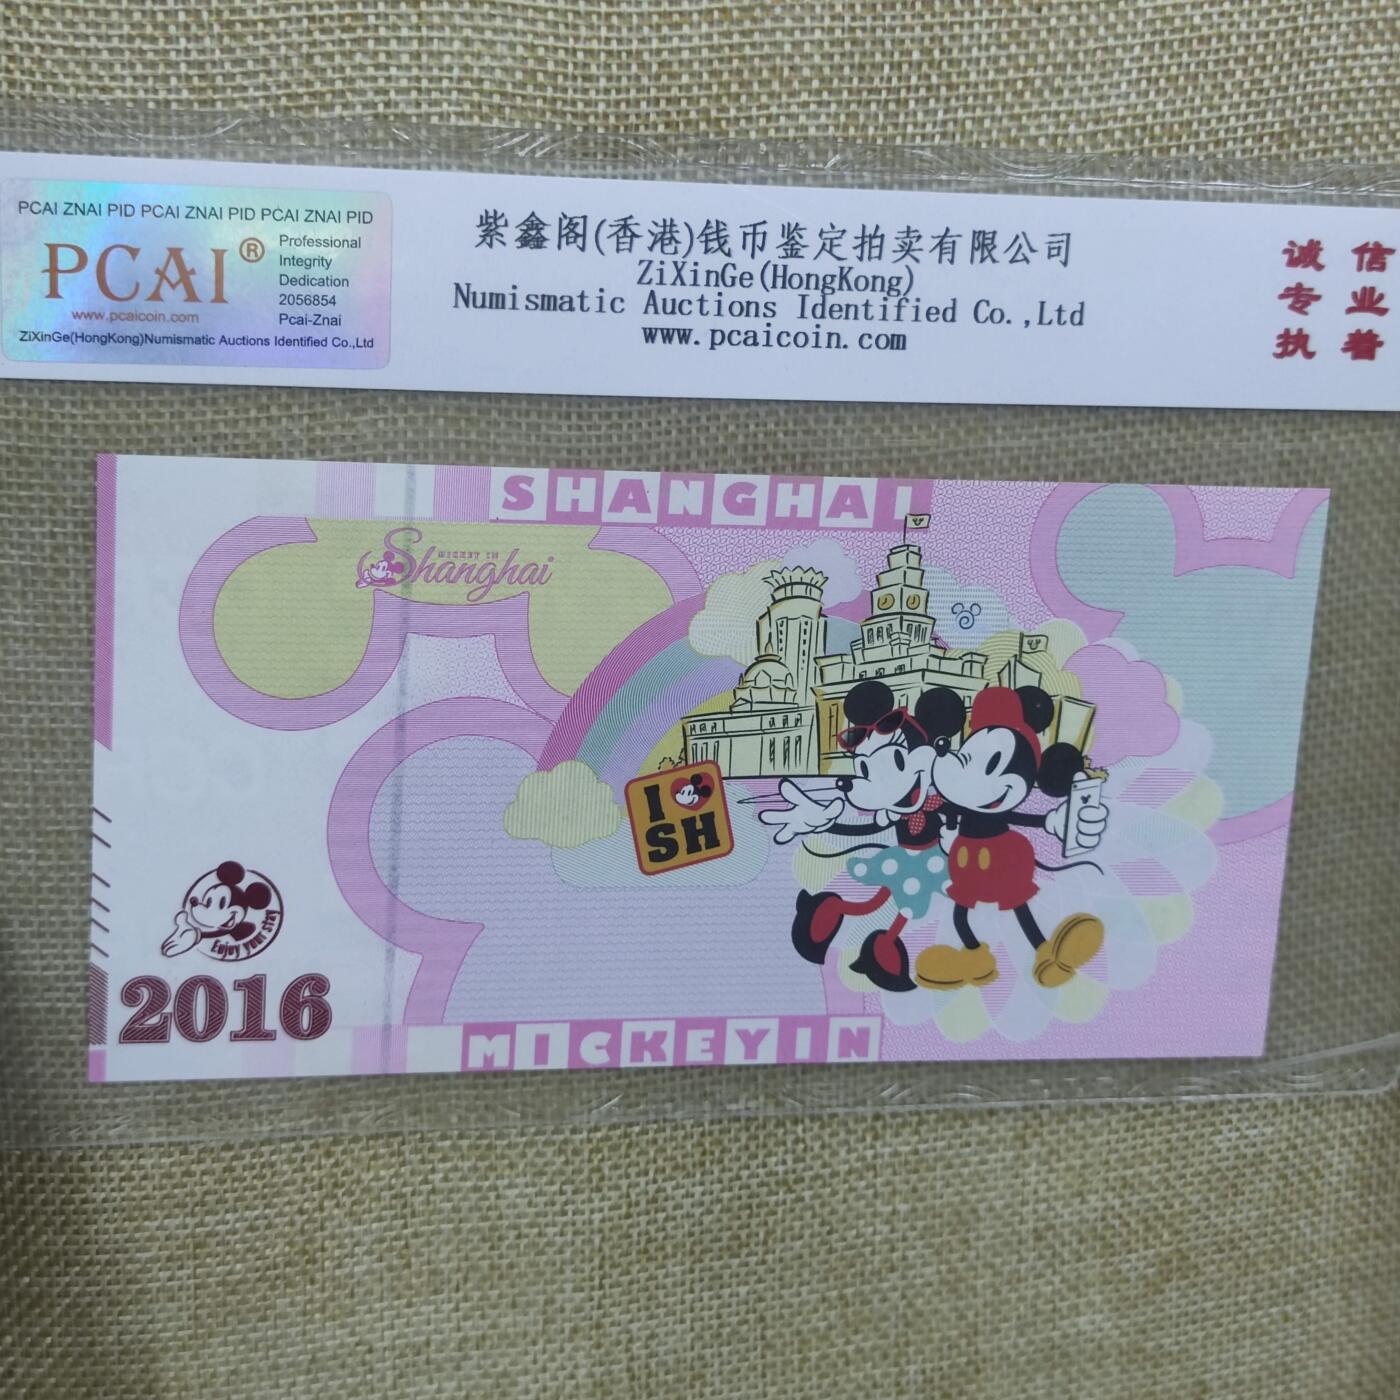 PCAI ZNAI PID PCAI ZNAI PID PCAI ZNAI PID
PCAI®
Professional
Integrity
Dedication
2056854
Pcai-Znai
www.pcaicoin.com
ZiXinGe(HongKong)Numismatic Auctions Identified Co.,Ltd
紫鑫阁(香港)钱币鉴定拍卖有限公司
ZiXinGe(HongKong)
Numismatic Auctions Identified Co.,Ltd
www.pcaicoin.com
诚信
专业
执着
SHANGHAI
MICKEY IN
Shanghai
I
SH
Enjoy your stay
2016
MICKEYIN